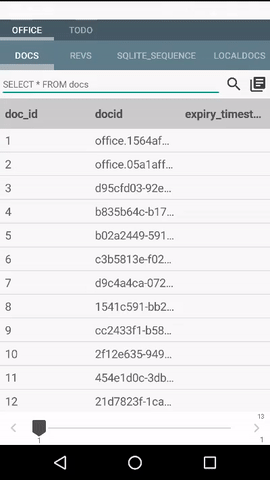 OFFICE TODO
DOCS REVS SQLITE_SEQUENCE LOCALDOCS
SELECT * FROM docs
doc_id docid expiry_timest...
1 office.1564af...
2 office.05a1aff...
3 d95cfd03-92e...
4 b835b64c-b17...
5 b02a2449-591...
6 c3b5813e-f02...
7 d9c4a4ca-072...
8 1541c591-bb2...
9 cc2433f1-b58...
10 2f12e635-949...
11 454e1d0c-3db...
12 21d7823f-1ca...
13
1 1